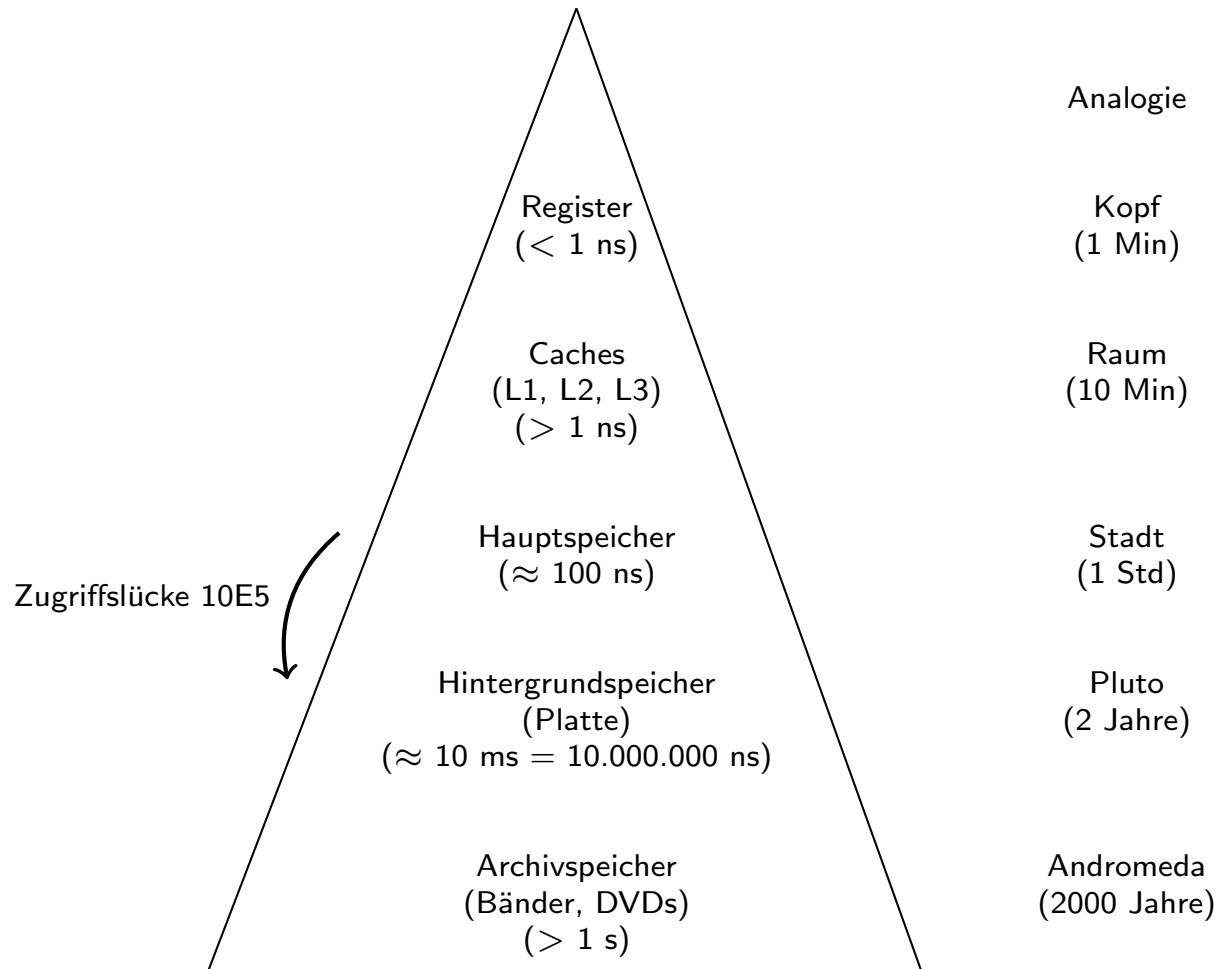 Analogie
Register
(< 1 ns)
Kopf
(1 Min)
Caches
(L1, L2, L3)
(> 1 ns)
Raum
(10 Min)
Hauptspeicher
(≈ 100 ns)
Stadt
(1 Std)
Zugriffslücke 10E5
Hintergrundspeicher
(Platte)
(≈ 10 ms = 10.000.000 ns)
Pluto
(2 Jahre)
Archivspeicher
(Bänder, DVDs)
(> 1 s)
Andromeda
(2000 Jahre)